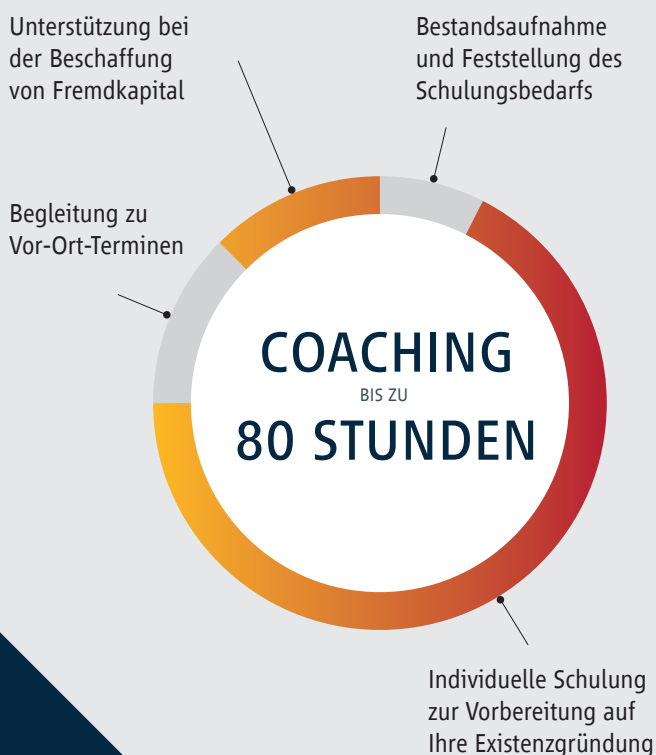 Unterstützung bei
der Beschaffung
von Fremdkapital
Bestandsaufnahme
und Feststellung des
Schulungsbedarfs
Begleitung zu
Vor-Ort-Terminen
COACHING
BIS ZU
80 STUNDEN
Individuelle Schulung
zur Vorbereitung auf
Ihre Existenzgründung